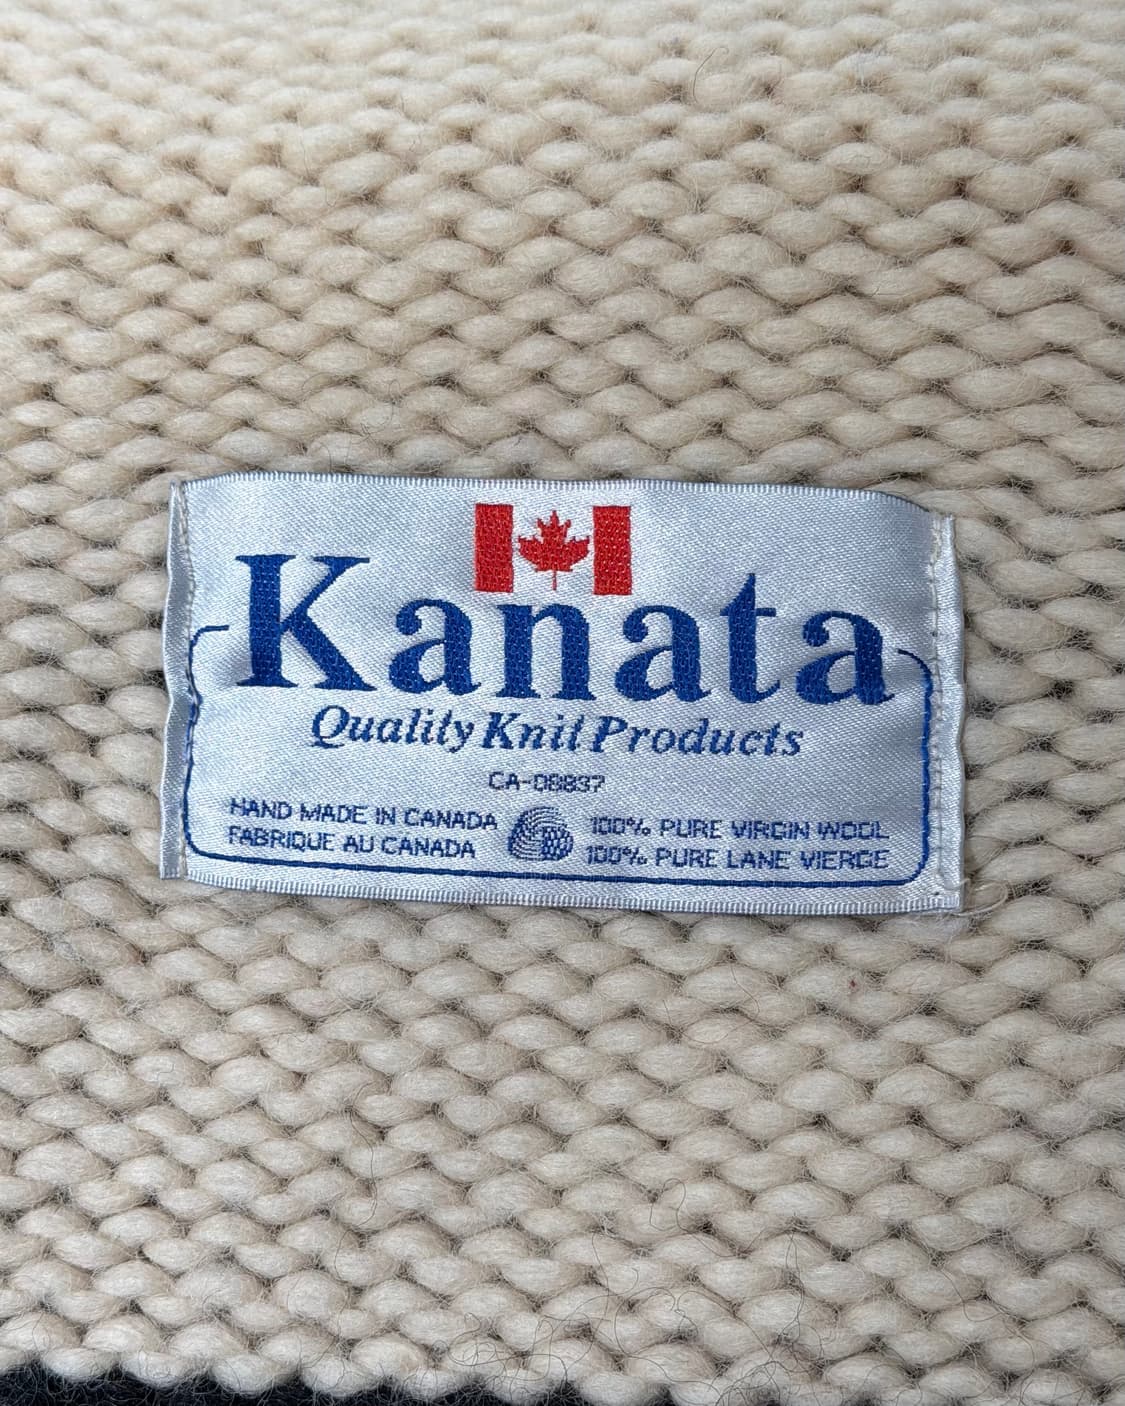 Kanata
Quality Knit Products
CA-08837
HAND MADE IN CANADA
FABRIQUE AU CANADA
100% PURE VIRGIN WOOL
100% PURE LANE VIERGE